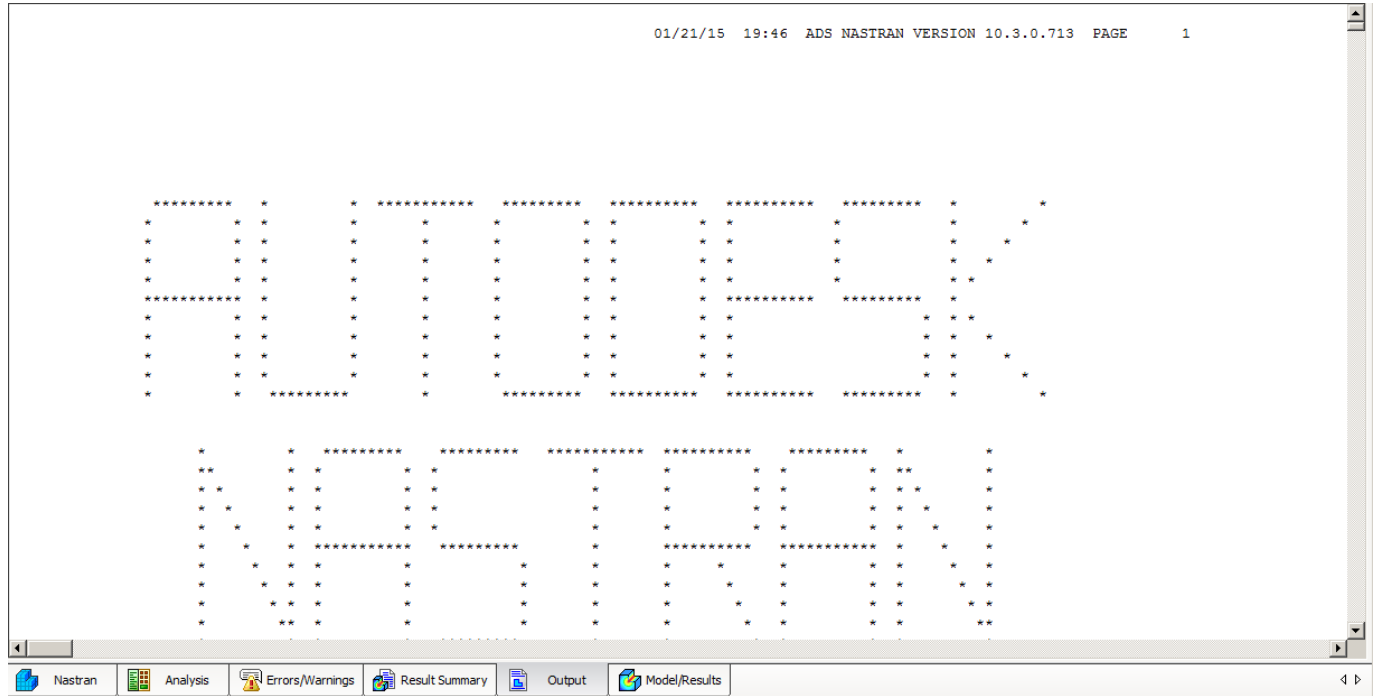 01/21/15 19:46 ADS NASTRAN VERSION 10.3.0.713 PAGE 1
AUTODESK
NASTRAN
Nastran Analysis Errors/Warnings Result Summary Output Model/Results